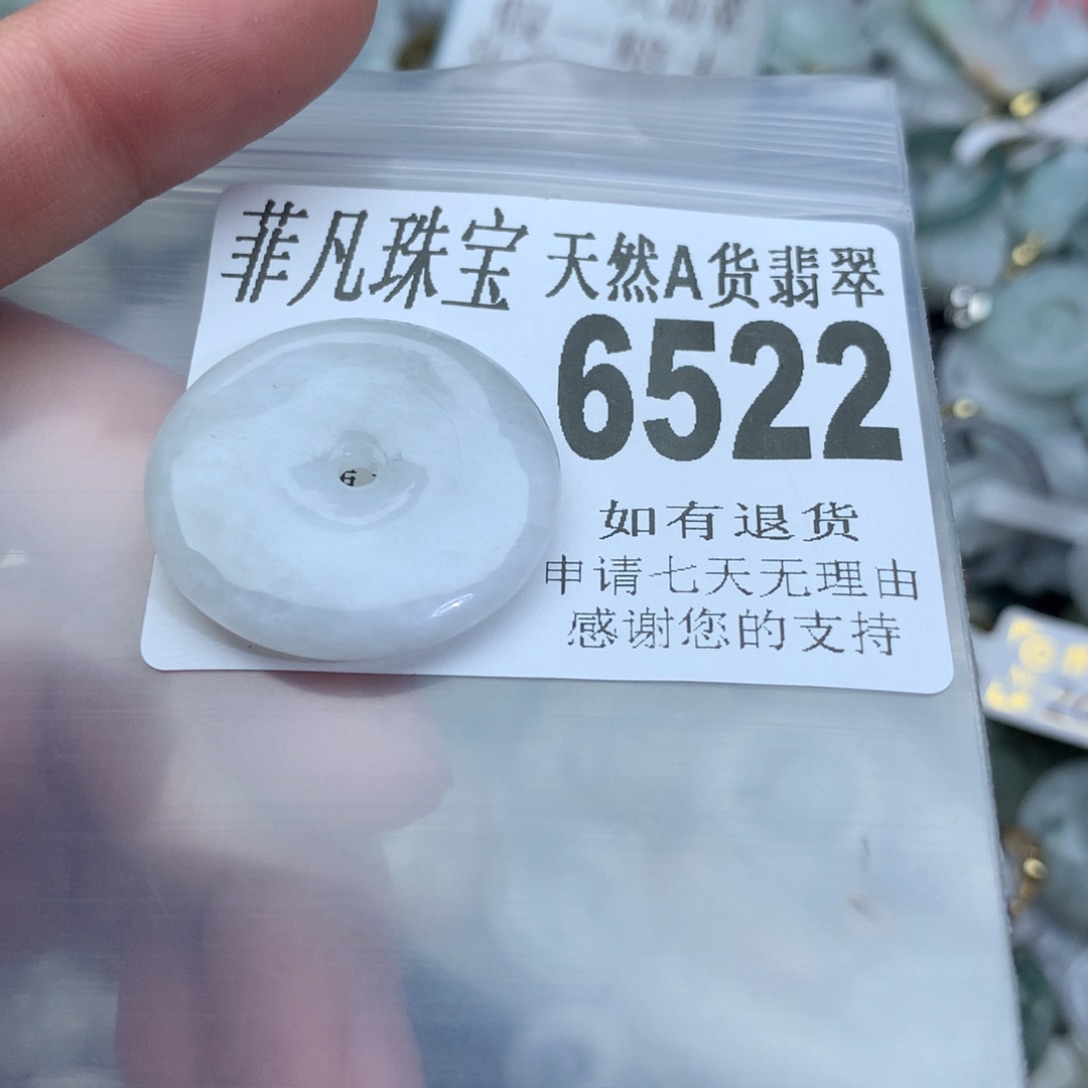 菲凡珠宝 天然A货翡翠
6522
如有退货
申请七天无理由
感谢您的支持